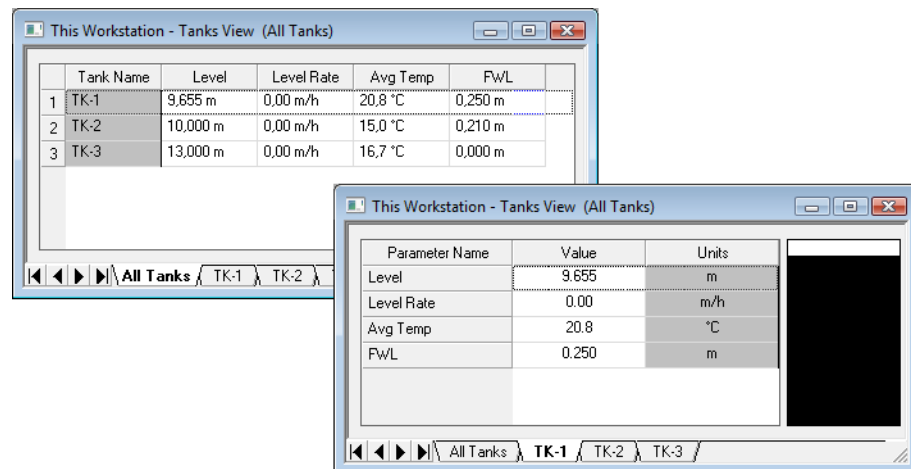 This Workstation - Tanks View (All Tanks)
Tank Name Level Level Rate Avg Temp FWL
1 TK-1 9,655 m 0,00 m/h 20,8 °C 0,250 m
2 TK-2 10,000 m 0,00 m/h 15,0 °C 0,210 m
3 TK-3 13,000 m 0,00 m/h 16,7 °C 0,000 m
All Tanks TK-1 TK-2
This Workstation - Tanks View (All Tanks)
Parameter Name Value Units
Level 9.655 m
Level Rate 0.00 m/h
Avg Temp 20.8 °C
FWL 0.250 m
All Tanks TK-1 TK-2 TK-3